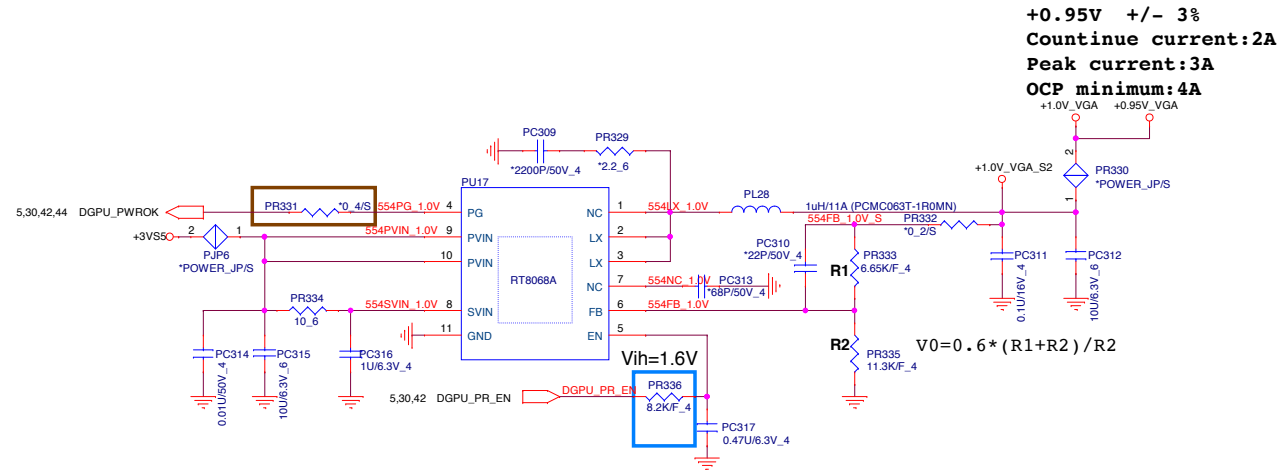 +0.95V +/- 3%
Countinue current:2A
Peak current:3A
OCP minimum:4A
+1.0V_VGA +0.95V_VGA
2
PR330
*POWER_JP/S
1
+1.0V_VGA_S2
PC309
*2200P/50V_4
PR329
*2.2_6
PU17
PL28
1uH/11A (PCMC063T-1R0MN)
5,30,42,44 DGPU_PWROK
PR331
*0_4/S
554PG_1.0V 4
PG
NC
1 554LX_1.0V
554FB_1.0V_S
PR332
*0_2/S
+3VS5
2
1
PJP6
*POWER_JP/S
554PVIN_1.0V 9
PVIN
LX
2
10
PVIN
LX
3
RT8068A
NC
7
554NC_1.0V
PC313
*68P/50V_4
PC310
*22P/50V_4
R1
PR333
6.65K/F_4
PC311
0.1U/16V_4
PC312
10U/6.3V_6
PR334
10_6
554SVIN_1.0V 8
SVIN
FB
6 554FB_1.0V
11
GND
EN
5
PC314
0.01U/50V_4
PC315
10U/6.3V_6
PC316
1U/6.3V_4
R2
PR335
11.3K/F_4
V0=0.6*(R1+R2)/R2
Vih=1.6V
5,30,42 DGPU_PR_EN
DGPU_PR_EN
PR336
8.2K/F_4
PC317
0.47U/6.3V_4